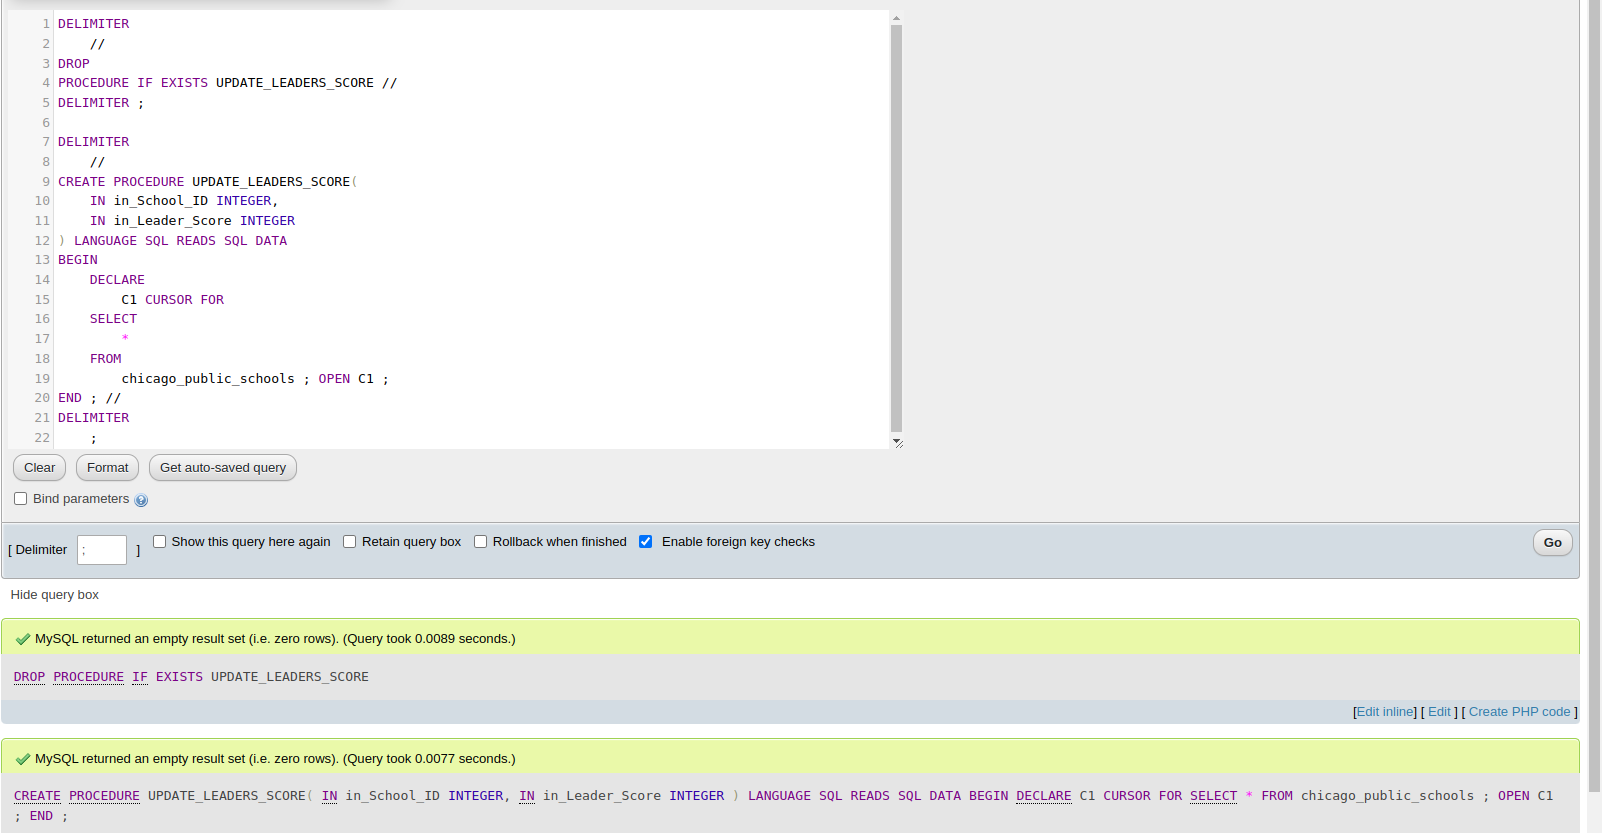 1 DELIMITER
2 //
3 DROP
4 PROCEDURE IF EXISTS UPDATE_LEADERS_SCORE //
5 DELIMITER ;
6
7 DELIMITER
8 //
9 CREATE PROCEDURE UPDATE_LEADERS_SCORE(
10 IN in_School_ID INTEGER,
11 IN in_Leader_Score INTEGER
12 ) LANGUAGE SQL READS SQL DATA
13 BEGIN
14 DECLARE
15 C1 CURSOR FOR
16 SELECT
17 *
18 FROM
19 chicago_public_schools ; OPEN C1 ;
20 END ; //
21 DELIMITER
22 ;
Clear Format Get auto-saved query
Bind parameters ?
[ Delimiter ; ] Show this query here again Retain query box Rollback when finished Enable foreign key checks Go
Hide query box
MySQL returned an empty result set (i.e. zero rows). (Query took 0.0089 seconds.)
DROP PROCEDURE IF EXISTS UPDATE_LEADERS_SCORE
[Edit inline] [ Edit ] [ Create PHP code ]
MySQL returned an empty result set (i.e. zero rows). (Query took 0.0077 seconds.)
CREATE PROCEDURE UPDATE_LEADERS_SCORE( IN in_School_ID INTEGER, IN in_Leader_Score INTEGER ) LANGUAGE SQL READS SQL DATA BEGIN DECLARE C1 CURSOR FOR SELECT * FROM chicago_public_schools ; OPEN C1
; END ;